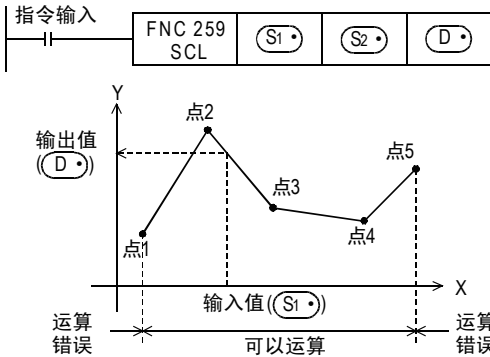 指令输入
FNC 259
SCL
S1 •
S2 •
D •
Y
点2
输出值
(D •)
点5
点3
点1
点4
X
输入值(S1 •)
运算
错误
可以运算
运算
错误